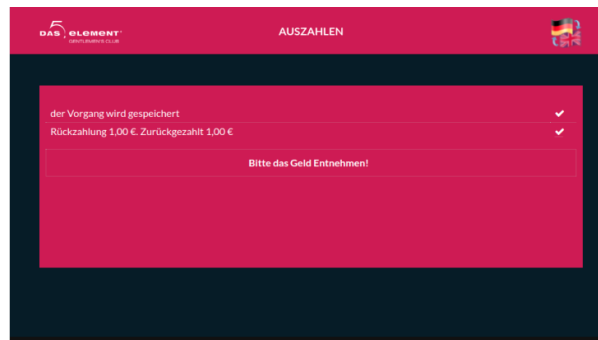 DAS 5 ELEMENT
GENTLEMEN'S CLUB
AUSZAHLEN
der Vorgang wird gespeichert
Rückzahlung 1,00 €. Zurückgezahlt 1,00 €
Bitte das Geld Entnehmen!